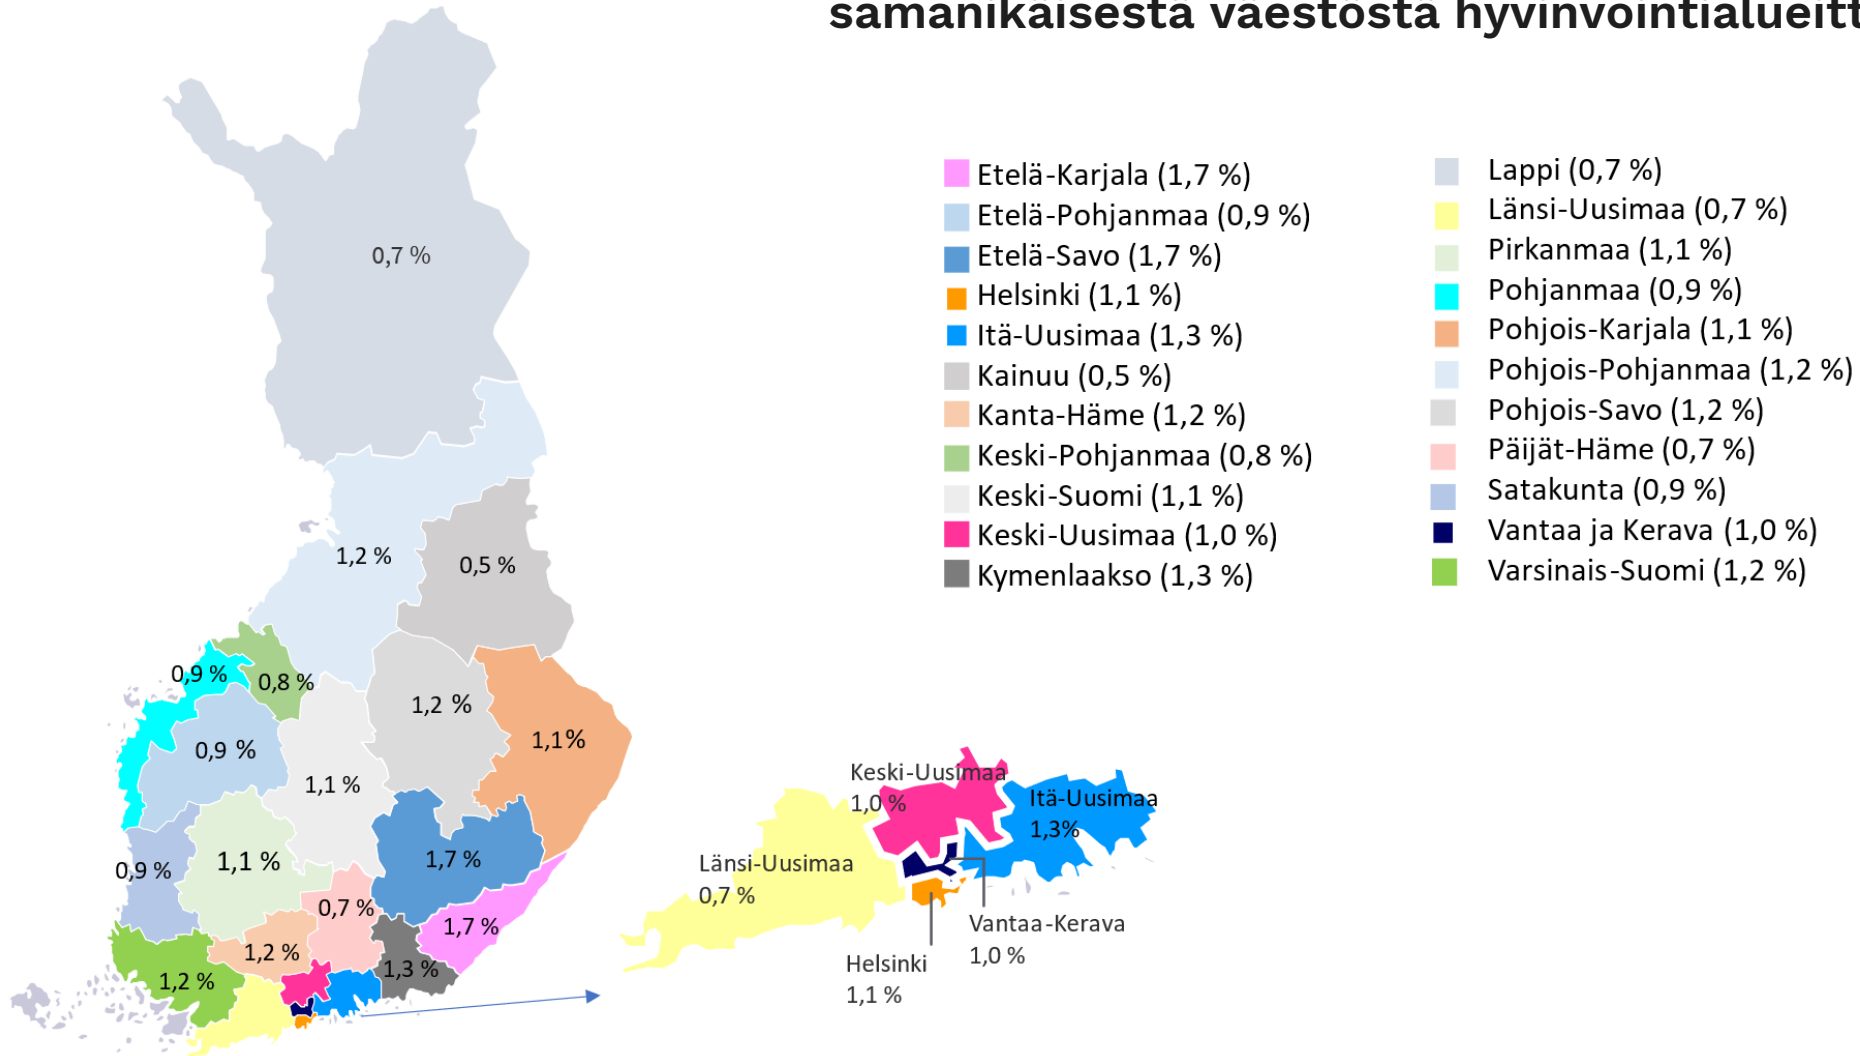 samanikäisestä väestöstä hyvinvointialueitt
Etelä-Karjala (1,7 %)
Etelä-Pohjanmaa (0,9 %)
Etelä-Savo (1,7 %)
Helsinki (1,1 %)
Itä-Uusimaa (1,3 %)
Kainuu (0,5 %)
Kanta-Häme (1,2 %)
Keski-Pohjanmaa (0,8 %)
Keski-Suomi (1,1 %)
Keski-Uusimaa (1,0 %)
Kymenlaakso (1,3 %)
Lappi (0,7 %)
Länsi-Uusimaa (0,7 %)
Pirkanmaa (1,1 %)
Pohjanmaa (0,9 %)
Pohjois-Karjala (1,1 %)
Pohjois-Pohjanmaa (1,2 %)
Pohjois-Savo (1,2 %)
Päijät-Häme (0,7 %)
Satakunta (0,9 %)
Vantaa ja Kerava (1,0 %)
Varsinais-Suomi (1,2 %)
0,7 %
1,2 %
0,5 %
0,9 %
0,8 %
1,2 %
1,1%
0,9 %
1,1 %
1,7 %
0,9 %
1,1 %
0,7 %
1,7 %
1,2 %
1,3 %
1,2 %
Keski-Uusimaa
1,0 %
Itä-Uusimaa
1,3%
Länsi-Uusimaa
0,7 %
Vantaa-Kerava
1,0 %
Helsinki
1,1 %